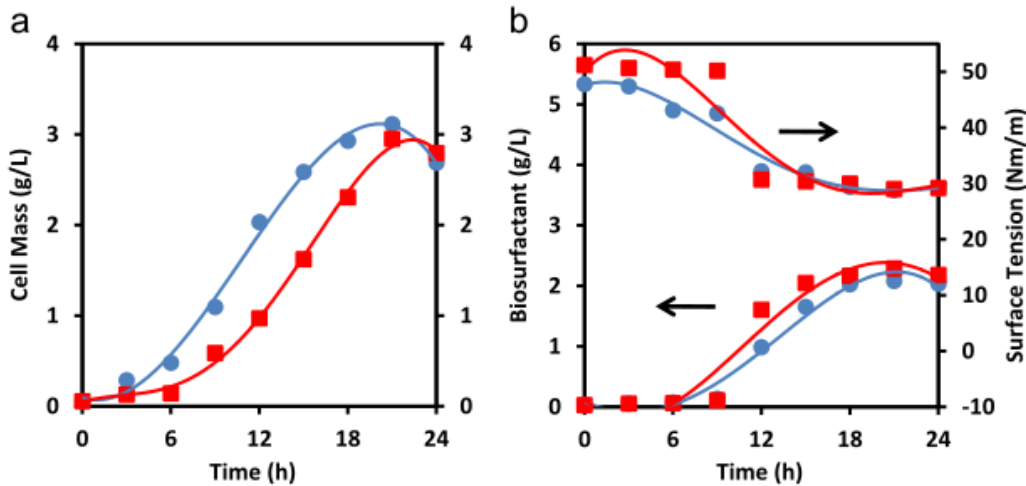 a
4
3
2
1
0
Cell Mass (g/L)
4
3
2
1
0
0 6 12 18 24
Time (h)
b
6
5
4
3
2
1
0
Biosurfactant (g/L)
50
40
30
20
10
0
-10
Surface Tension (Nm/m)
0 6 12 18 24
Time (h)